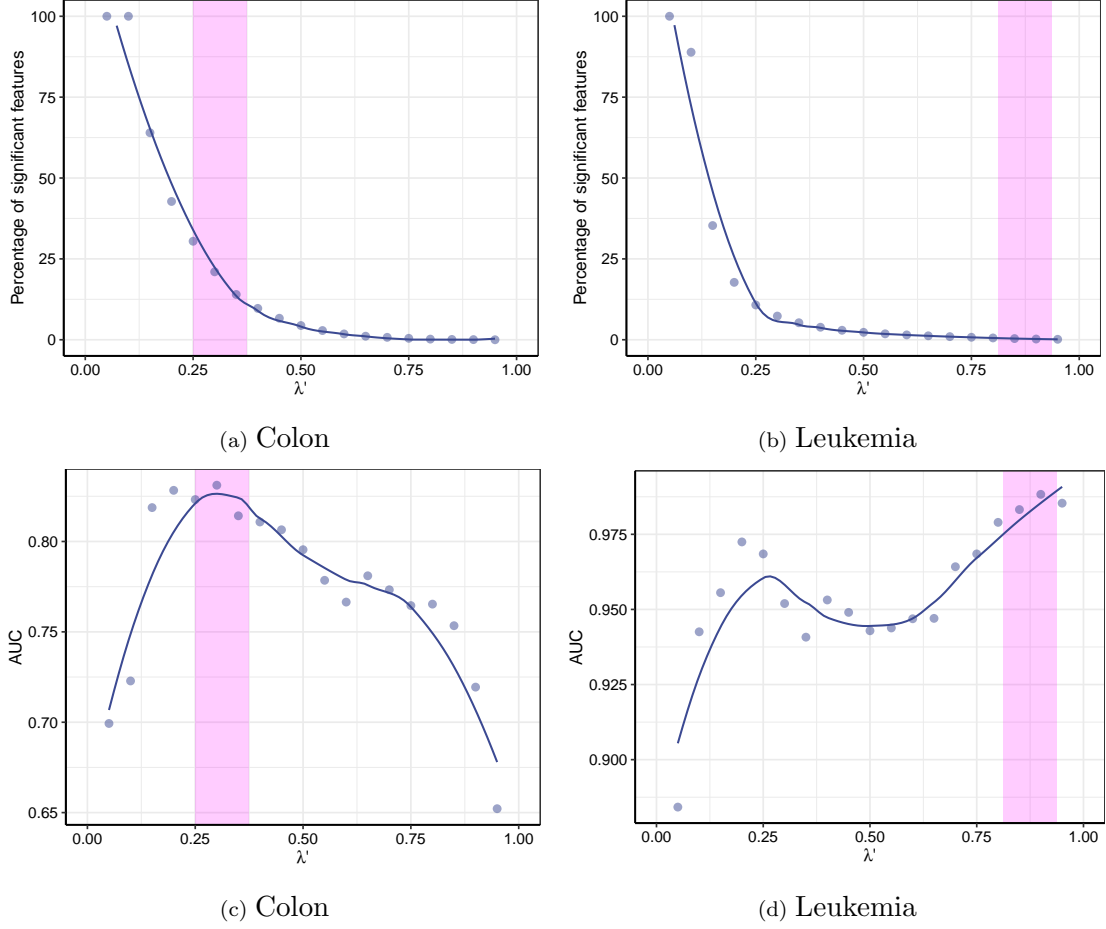 Percentage of significant features
100
75
50
25
0
0.00 0.25 0.50 0.75 1.00
λ'
(a) Colon
Percentage of significant features
100
75
50
25
0
0.00 0.25 0.50 0.75 1.00
λ'
(b) Leukemia
AUC
0.80
0.75
0.70
0.65
0.00 0.25 0.50 0.75 1.00
λ'
(c) Colon
AUC
0.975
0.950
0.925
0.900
0.00 0.25 0.50 0.75 1.00
λ'
(d) Leukemia